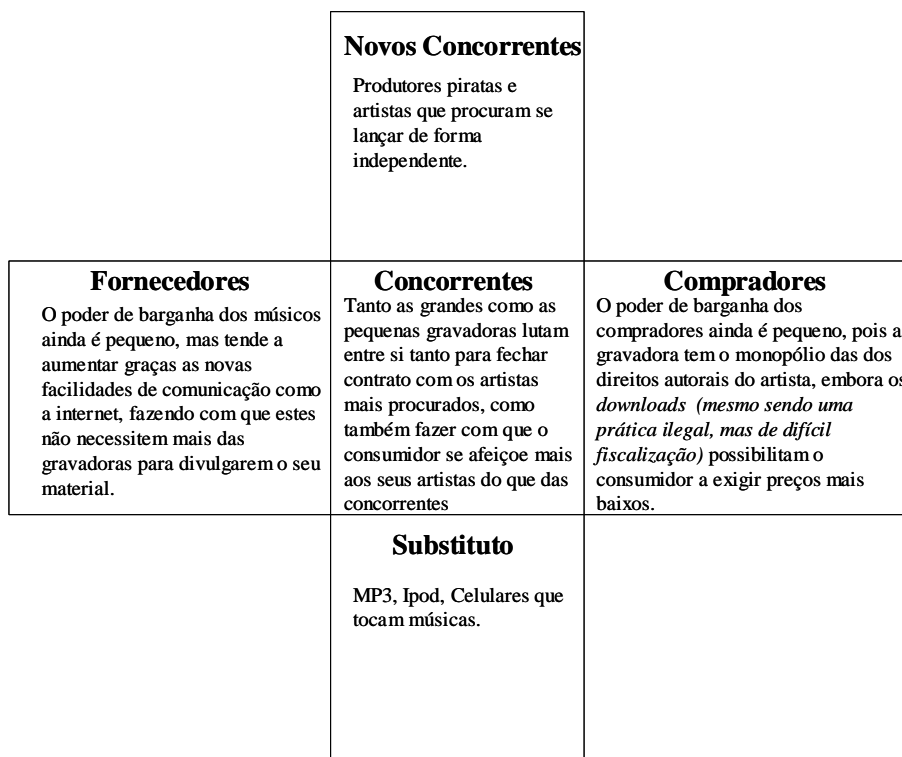 Novos Concorrentes
Produtores piratas e
artistas que procuram se
lançar de forma
independente.
Fornecedores
O poder de barganha dos músicos
ainda é pequeno, mas tende a
aumentar graças as novas
facilidades de comunicação como
a internet, fazendo com que estes
não necessitem mais das
gravadoras para divulgarem o seu
material.
Concorrentes
Tanto as grandes como as
pequenas gravadoras lutam
entre si tanto para fechar
contrato com os artistas
mais procurados, como
também fazer com que o
consumidor se afeiçoe mais
aos seus artistas do que das
concorrentes
Compradores
O poder de barganha dos
compradores ainda é pequeno, pois a
gravadora tem o monopólio das dos
direitos autorais do artista, embora os
downloads (mesmo sendo uma
prática ilegal, mas de difícil
fiscalização) possibilitam o
consumidor a exigir preços mais
baixos.
Substituto
MP3, Ipod, Celulares que
tocam músicas.